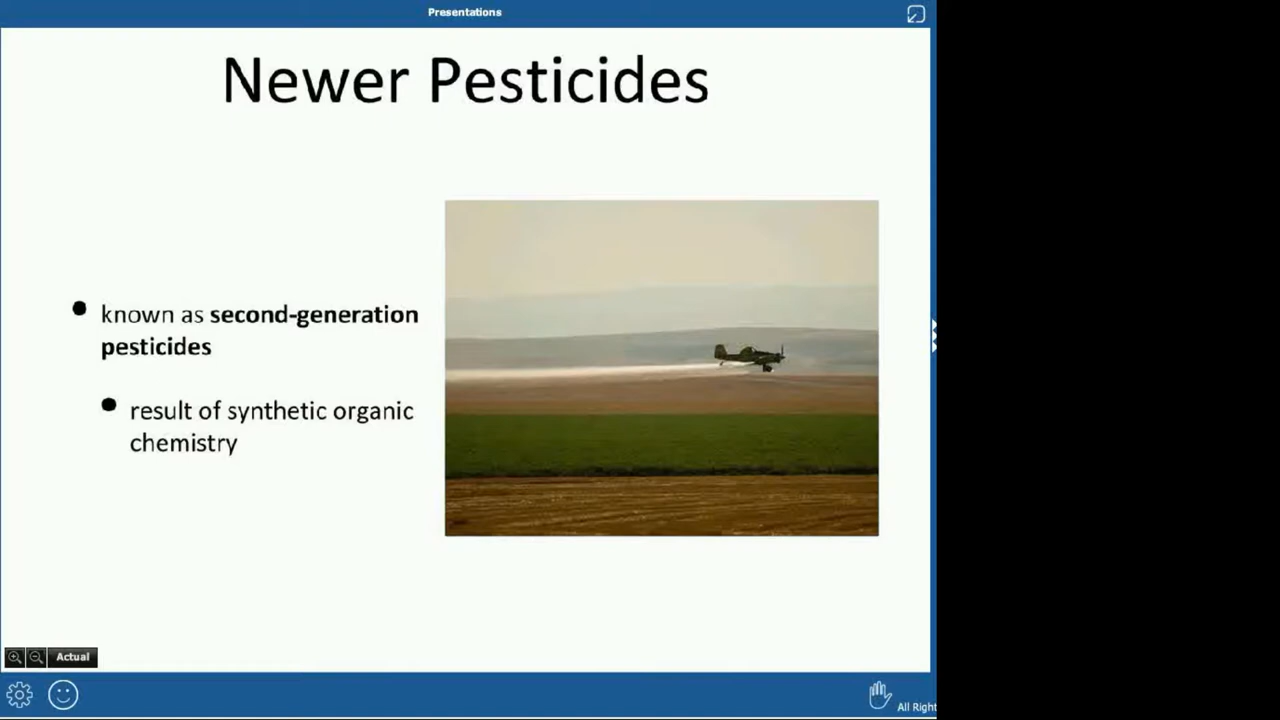 Presentations
Newer Pesticides
known as second-generation
pesticides
result of synthetic organic
chemistry
Actual
All Right